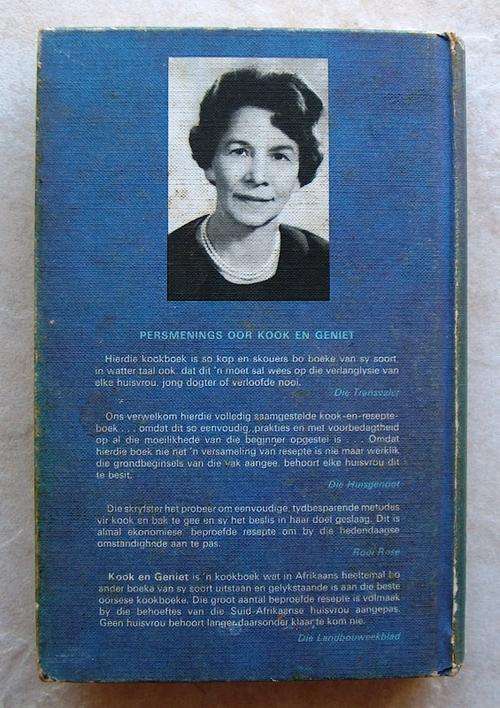 PERSMENINGS OOR KOOK EN GENIET
Hierdie kookboek is so kop en skouers bo boeke van sy soort,
in watter taal ook, dat dit 'n moet sal wees op die verlanglysie van
elke huisvrou, jong dogter of verloofde nooi.
Die Transvaler
Ons verwelkom hierdie volledig saamgestelde kook-en-resepte-
boek . . . omdat dit so eenvoudig, prakties en met voorbedagtheid
op al die moeilikhede van die beginner opgestel is . . . Omdat
hierdie boek nie net 'n versameling van resepte is nie maar werklik
die grondbeginsels van die vak aangee, behoort elke huisvrou dit
te besit.
Die Huisgenoot
Die skryfster het probeer om eenvoudige, tydbesparende metodes
vir kook en bak te gee en sy het beslis in haar doel geslaag. Dit is
almal ekonomiese beproefde resepte om by die hedendaagse
omstandighede aan te pas.
Rooi Rose
Kook en Geniet is 'n kookboek wat in Afrikaans heeltemal bo
ander boeke van sy soort uitstaan en gelykstaande is aan die beste
oorsese kookboeke. Die groot aantal beproefde resepte is volmaak
by die behoeftes van die Suid-Afrikaanse huisvrou aangepas.
Geen huisvrou behoort langer daarsonder klaar te kom nie.
Die Landbouweekblad